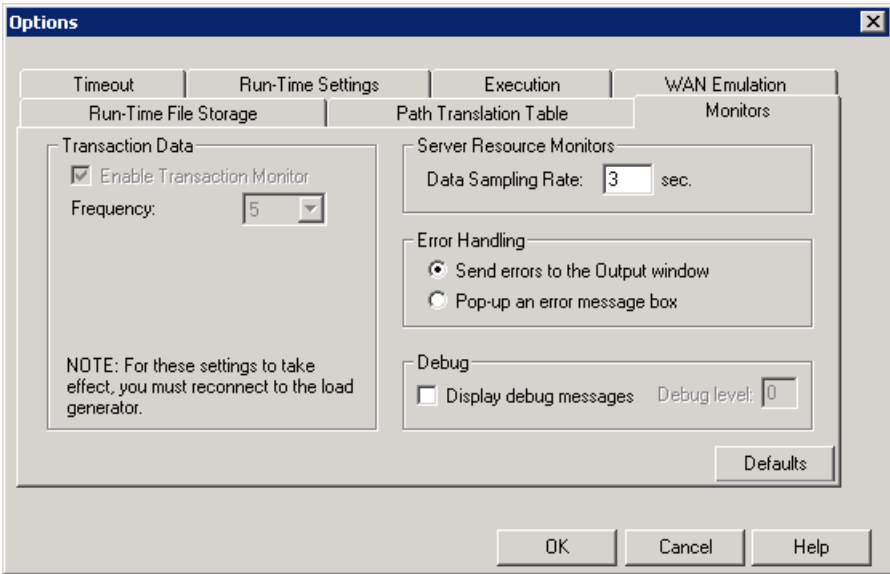 Options
Timeout
Run-Time Settings
Execution
WAN Emulation
Run-Time File Storage
Path Translation Table
Monitors
Transaction Data
Enable Transaction Monitor
Frequency: 5
NOTE: For these settings to take
effect, you must reconnect to the load
generator.
Server Resource Monitors
Data Sampling Rate: 3 sec.
Error Handling
Send errors to the Output window
Pop-up an error message box
Debug
Display debug messages Debug level: 0
Defaults
OK
Cancel
Help